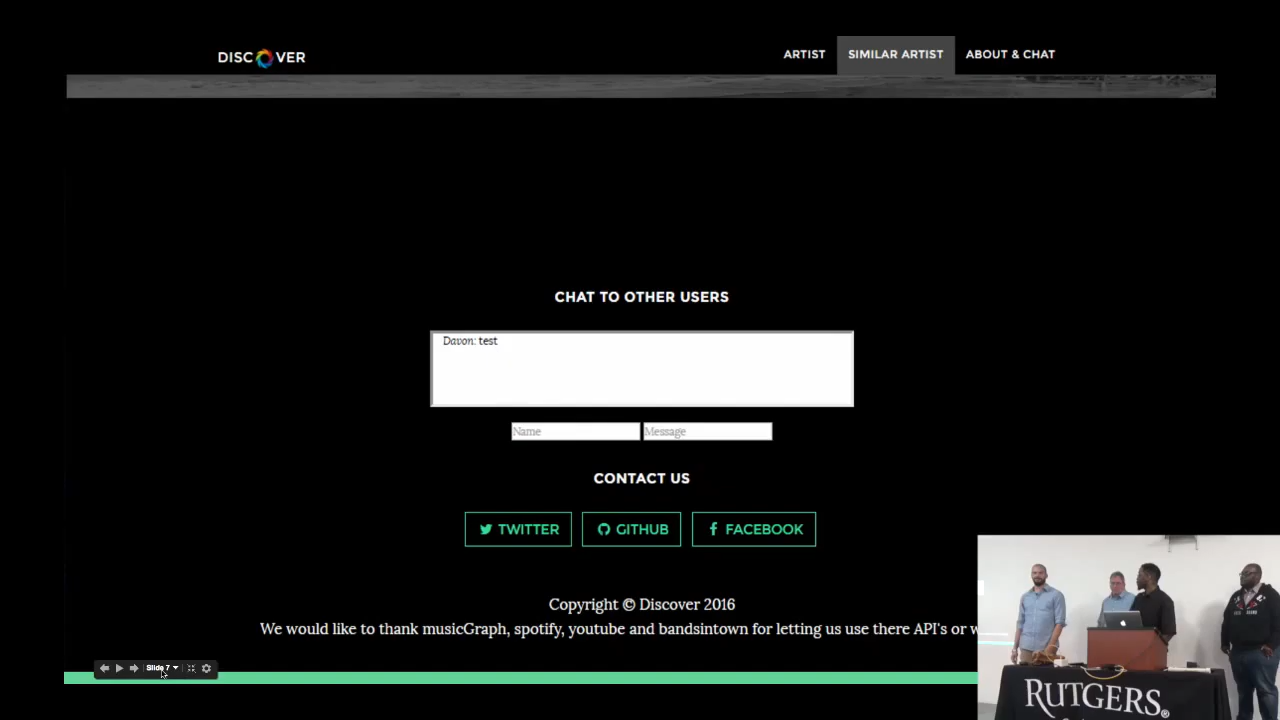 DISCOVER
ARTIST
SIMILAR ARTIST
ABOUT & CHAT
CHAT TO OTHER USERS
Davon: test
Name
Message
CONTACT US
TWITTER
GITHUB
FACEBOOK
Copyright © Discover 2016
We would like to thank musicGraph, spotify, youtube and bandsintown for letting us use there API's or
Slide 7
RUTGERS®